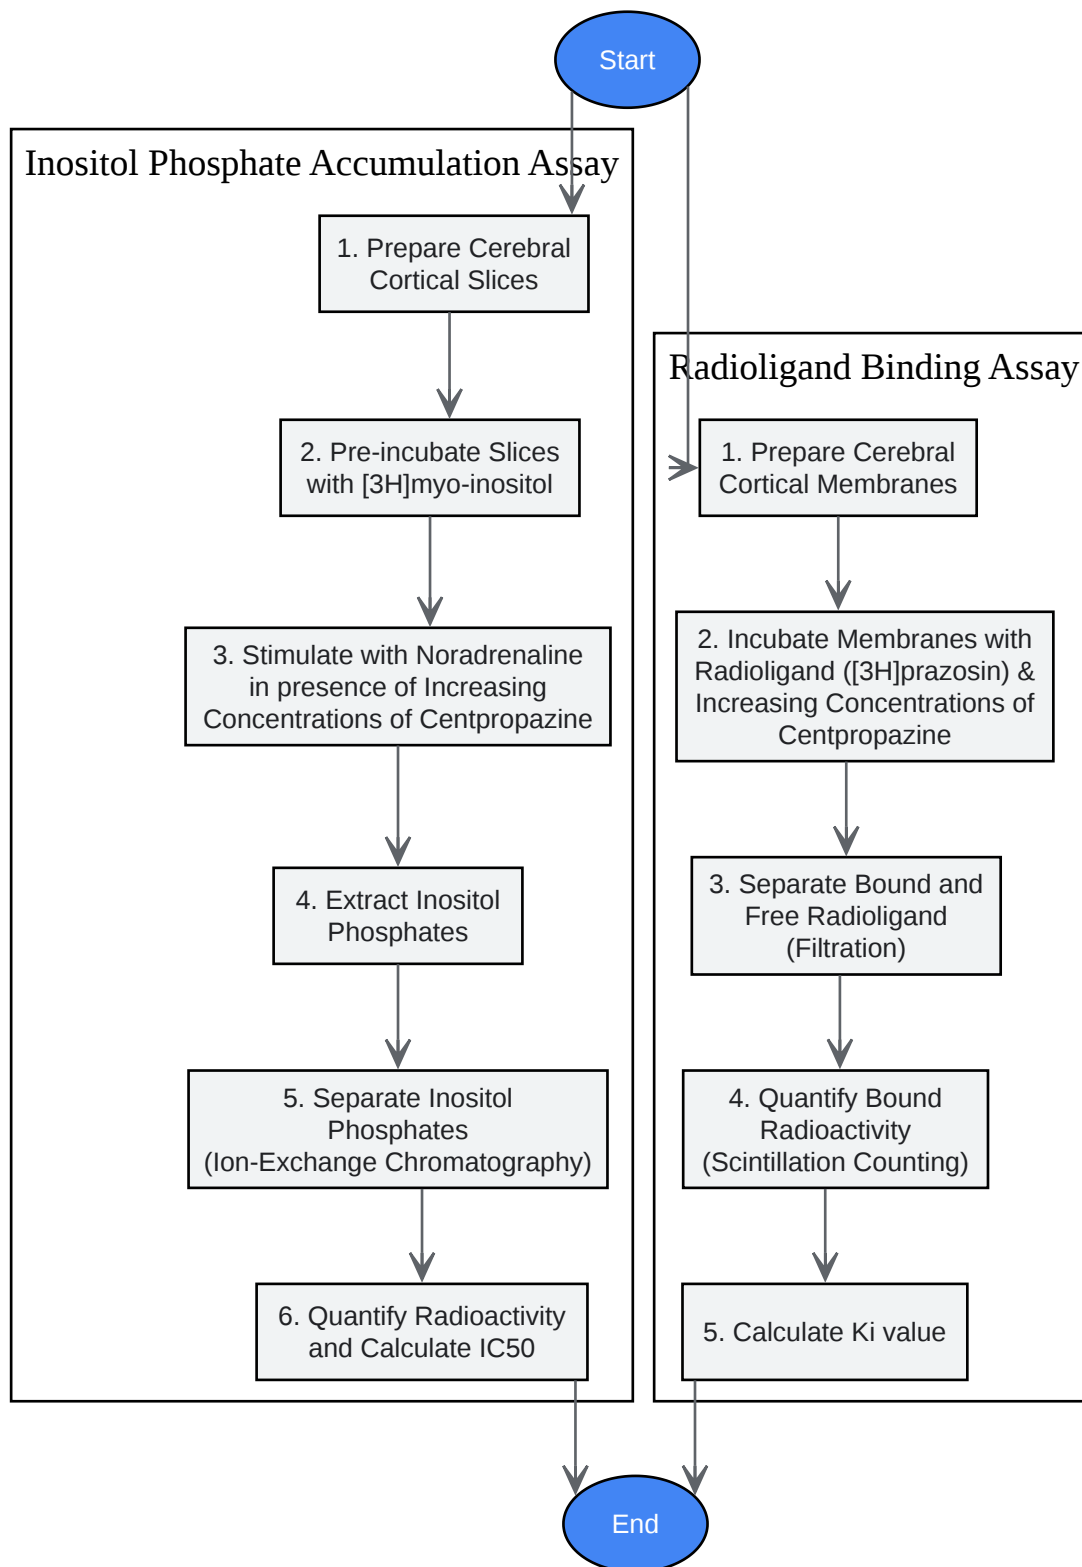 Start
Inositol Phosphate Accumulation Assay
1. Prepare Cerebral
Cortical Slices
2. Pre-incubate Slices
with [3H]myo-inositol
3. Stimulate with Noradrenaline
in presence of Increasing
Concentrations of Centpropazine
4. Extract Inositol
Phosphates
5. Separate Inositol
Phosphates
(Ion-Exchange Chromatography)
6. Quantify Radioactivity
and Calculate IC50
Radioligand Binding Assay
1. Prepare Cerebral
Cortical Membranes
2. Incubate Membranes with
Radioligand ([3H]prazosin) &
Increasing Concentrations of
Centpropazine
3. Separate Bound and
Free Radioligand
(Filtration)
4. Quantify Bound
Radioactivity
(Scintillation Counting)
5. Calculate Ki value
End